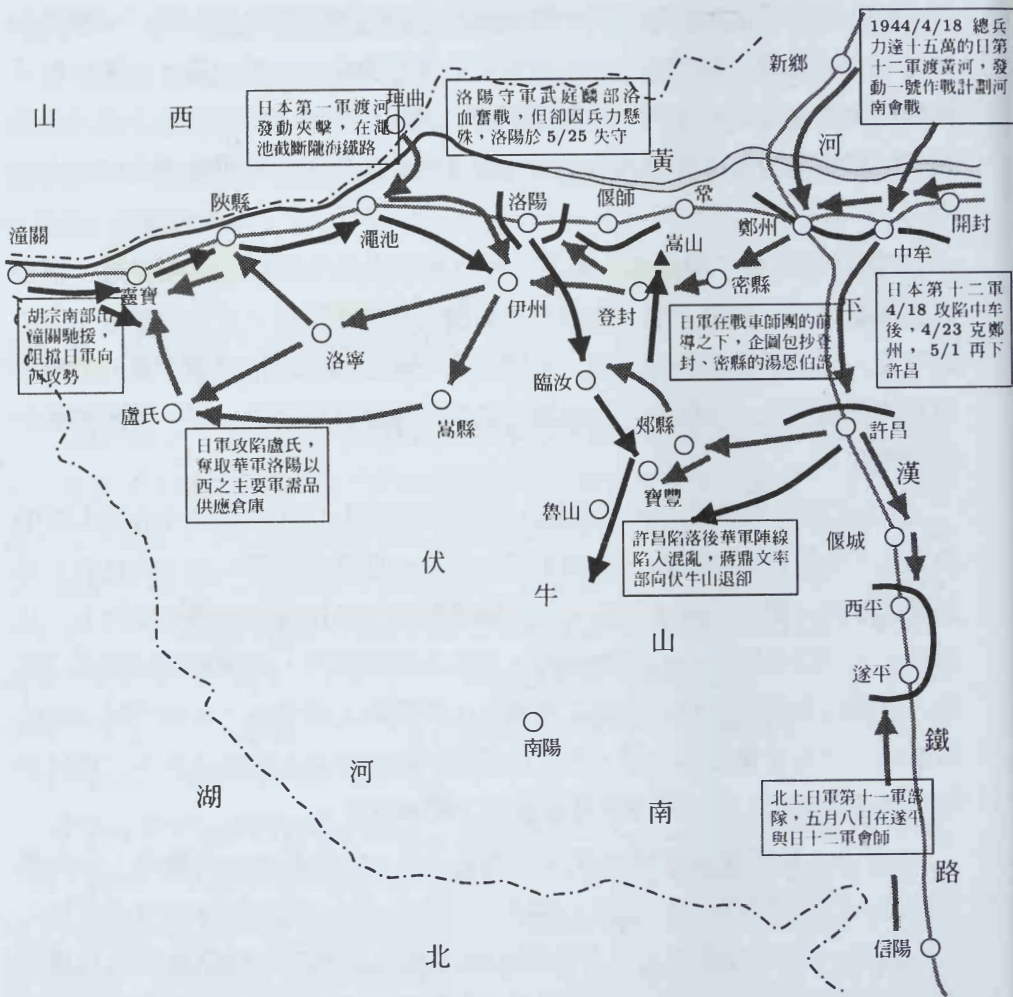 1944/4/18 總兵
力達十五萬的日第
十二軍渡黃河，發
動一號作戰計劃河
南會戰
新鄉
日本第一軍渡河
發動夾擊，在澠
池截斷隴海鐵路
垣曲
洛陽守軍武庭麟部浴
血奮戰，但卻因兵力懸
殊，洛陽於 5/25 失守
山西
黃河
潼關
陝縣
靈寶
澠池
洛陽
偃師
鞏
鄭州
中牟
開封
嵩山
密縣
登封
伊州
洛寧
胡宗南部出
潼關馳援，
阻擋日軍向
西攻勢
日軍在戰車師團的前
導之下，企圖包抄登
封、密縣的湯恩伯部
日本第十二軍
4/18 攻陷中牟
後，4/23 克鄭
州，5/1 再下
許昌
平漢鐵路
臨汝
盧氏
嵩縣
郟縣
許昌
寶豐
魯山
日軍攻陷盧氏，
奪取華軍洛陽以
西之主要軍需品
供應倉庫
許昌陷落後華軍陣線
陷入混亂，蔣鼎文率
部向伏牛山退卻
偃城
西平
遂平
伏牛山
南陽
河南
湖北
北上日軍第十一軍部
隊，五月八日在遂平
與日十二軍會師
信陽